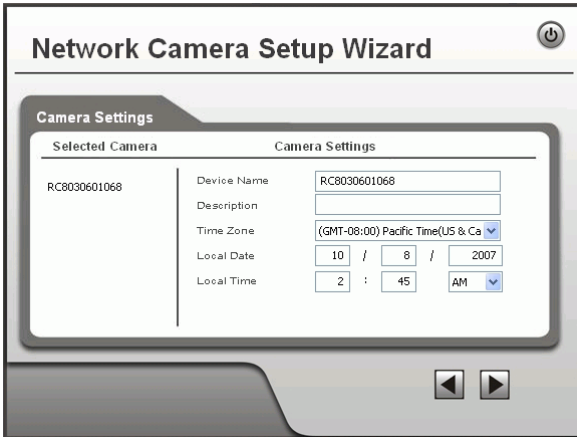 Network Camera Setup Wizard
Camera Settings
Selected Camera
Camera Settings
RC8030601068
Device Name RC8030601068
Description
Time Zone (GMT-08:00) Pacific Time(US & Ca
Local Date 10 / 8 / 2007
Local Time 2 : 45 AM